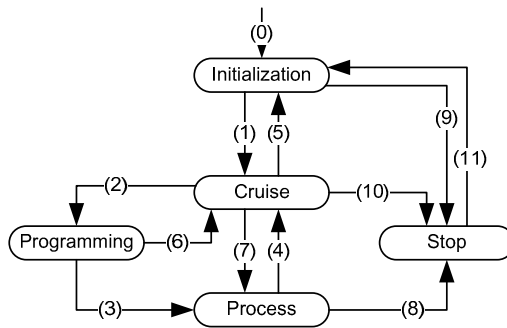 (0)
Initialization
(1)
(5)
(9)
(11)
(2)
Cruise
(10)
Programming
(6)
(7)
(4)
Stop
(3)
Process
(8)